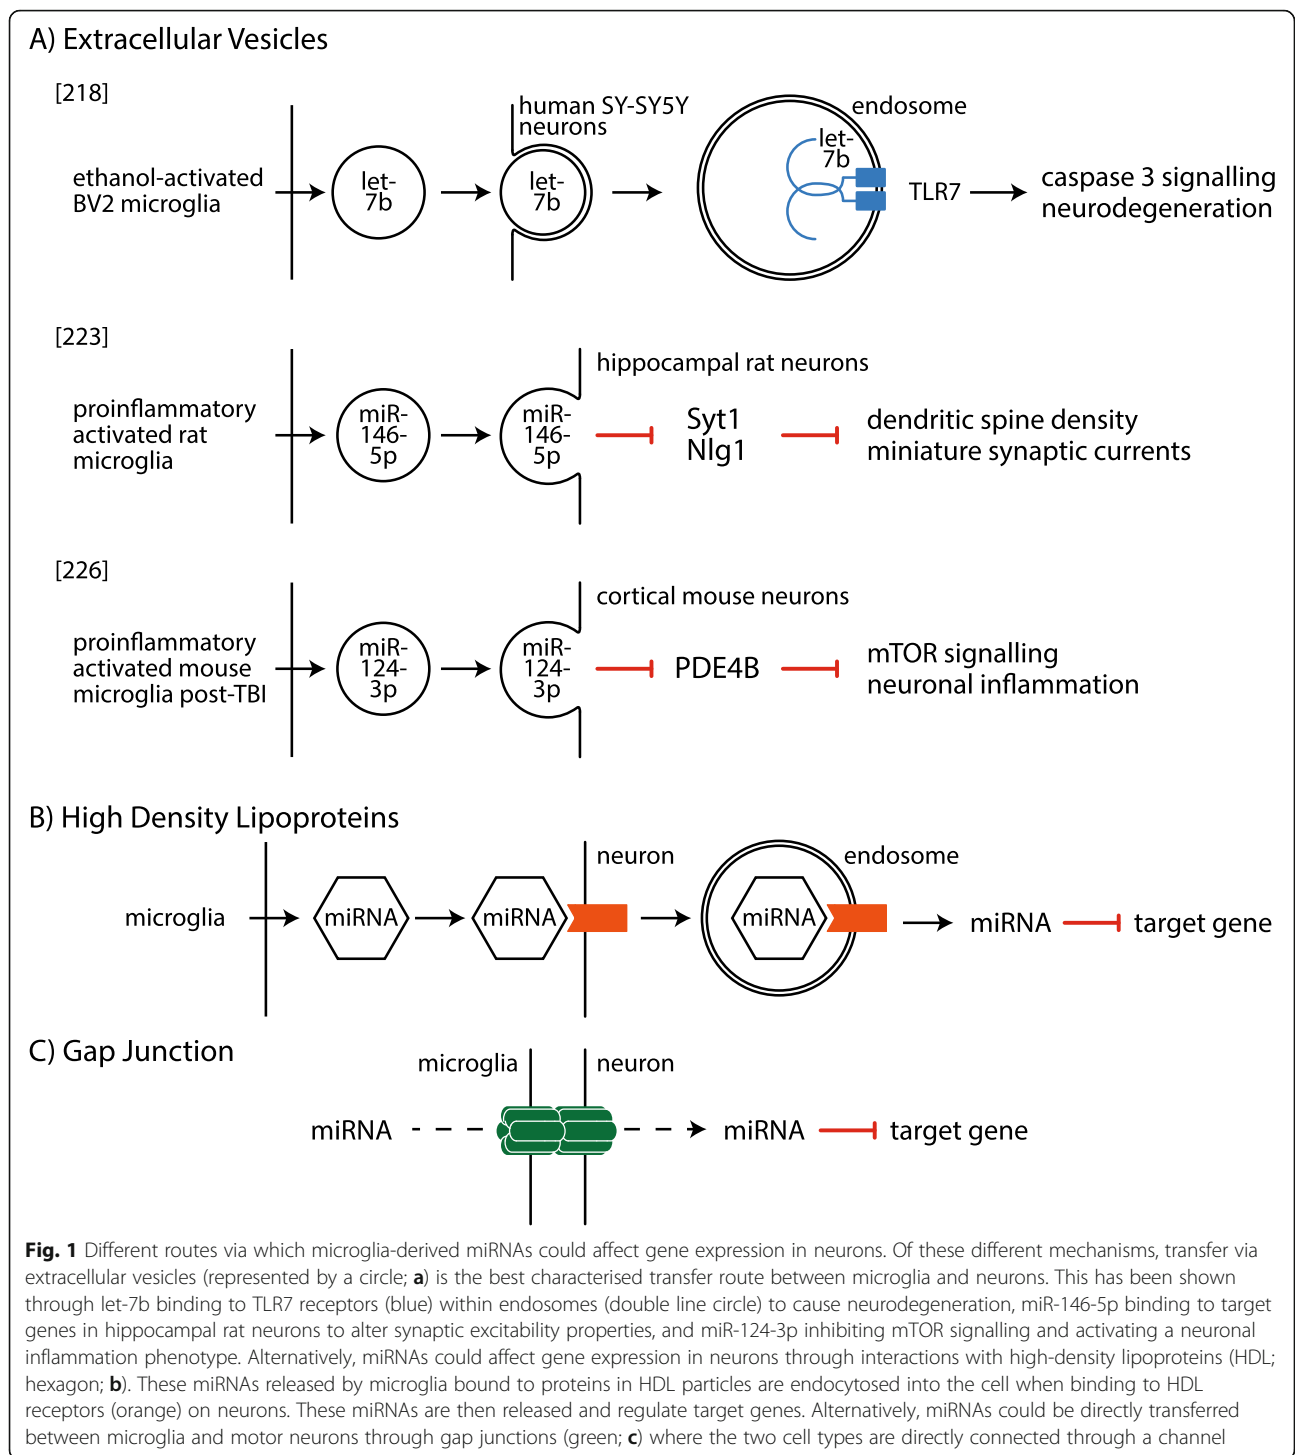 A) Extracellular Vesicles
[218]
ethanol-activated
BV2 microglia
let-
7b
human SY-SY5Y
neurons
let-
7b
endosome
let-
7b
TLR7
caspase 3 signalling
neurodegeneration
[223]
proinflammatory
activated rat
microglia
miR-
146-
5p
miR-
146-
5p
hippocampal rat neurons
Syt1
Nlg1
dendritic spine density
miniature synaptic currents
[226]
proinflammatory
activated mouse
microglia post-TBI
miR-
124-
3p
miR-
124-
3p
cortical mouse neurons
PDE4B
mTOR signalling
neuronal inflammation
B) High Density Lipoproteins
microglia
miRNA
miRNA
neuron
miRNA
endosome
miRNA
target gene
C) Gap Junction
microglia
neuron
miRNA
miRNA
target gene
Fig. 1 Different routes via which microglia-derived miRNAs could affect gene expression in neurons. Of these different mechanisms, transfer via
extracellular vesicles (represented by a circle; a) is the best characterised transfer route between microglia and neurons. This has been shown
through let-7b binding to TLR7 receptors (blue) within endosomes (double line circle) to cause neurodegeneration, miR-146-5p binding to target
genes in hippocampal rat neurons to alter synaptic excitability properties, and miR-124-3p inhibiting mTOR signalling and activating a neuronal
inflammation phenotype. Alternatively, miRNAs could affect gene expression in neurons through interactions with high-density lipoproteins (HDL;
hexagon; b). These miRNAs released by microglia bound to proteins in HDL particles are endocytosed into the cell when binding to HDL
receptors (orange) on neurons. These miRNAs are then released and regulate target genes. Alternatively, miRNAs could be directly transferred
between microglia and motor neurons through gap junctions (green; c) where the two cell types are directly connected through a channel